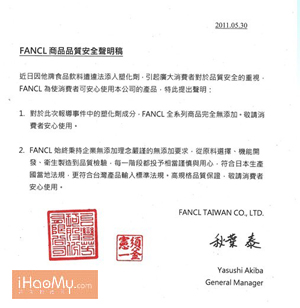 2011.05.30
FANCL 商品品質安全聲明稿
近日因他牌食品飲料遭違法添入塑化劑，引起廣大消費者對於品質安全的重視，
FANCL 為使消費者可安心使用本公司的產品，特此提出聲明：
1. 對於此次報導事件中的塑化劑成分，FANCL 全系列商品完全無添加。敬請消
費者安心使用。
2. FANCL 始終秉持企業無添加理念嚴謹的無添加要求，從原料選擇、機能開
發、衛生製造到品質檢驗，每一階段都投予相當謹慎與用心，符合日本生產
國當地法規，更符合台灣產品輸入標準法規。高規格品質保證，敬請消費者
安心使用。
FANCL TAIWAN CO., LTD.
秋葉 泰
Yasushi Akiba
General Manager
iHaoMy.com